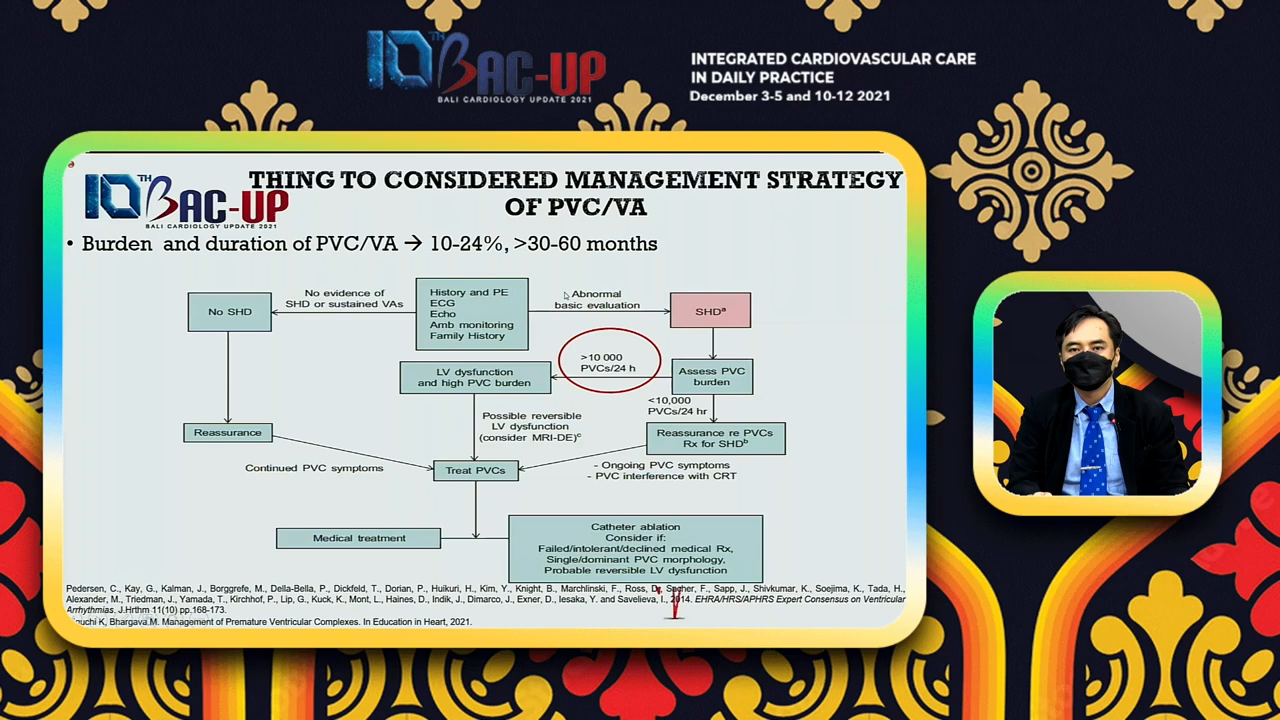 10TH BAC-UP
BALI CARDIOLOGY UPDATE 2021
INTEGRATED CARDIOVASCULAR CARE
IN DAILY PRACTICE
December 3-5 and 10-12 2021
10TH BAC-UP
BALI CARDIOLOGY UPDATE 2021
THING TO CONSIDERED MANAGEMENT STRATEGY
OF PVC/VA
• Burden and duration of PVC/VA → 10-24%, >30-60 months
No SHD
No evidence of
SHD or sustained VAs
History and PE
ECG
Echo
Amb monitoring
Family History
Abnormal
basic evaluation
SHDa
LV dysfunction
and high PVC burden
>10 000
PVCs/24 h
Assess PVC
burden
<10,000
PVCs/24 hr
Possible reversible
LV dysfunction
(consider MRI-DE)c
Reassurance
Reassurance re PVCs
Rx for SHDb
Continued PVC symptoms
Treat PVCs
- Ongoing PVC symptoms
- PVC interference with CRT
Medical treatment
Catheter ablation
Consider if:
Failed/intolerant/declined medical Rx,
Single/dominant PVC morphology,
Probable reversible LV dysfunction
Pedersen, C., Kay, G., Kalman, J., Borggrefe, M., Della-Bella, P., Dickfeld, T., Dorian, P., Huikuri, H., Kim, Y., Knight, B., Marchlinski, F., Ross, D., Sacher, F., Sapp, J., Shivkumar, K., Soejima, K., Tada, H.,
Alexander, M., Triedman, J., Yamada, T., Kirchhof, P., Lip, G., Kuck, K., Mont, L., Haines, D., Indik, J., Dimarco, J., Exner, D., Iesaka, Y. and Savelieva, I., 2014. EHRA/HRS/APHRS Expert Consensus on Ventricular
Arrhythmias. J.Hrthm 11(10) pp.168-173.
K, Bhargava.M. Management of Premature Ventricular Complexes. In Education in Heart, 2021.